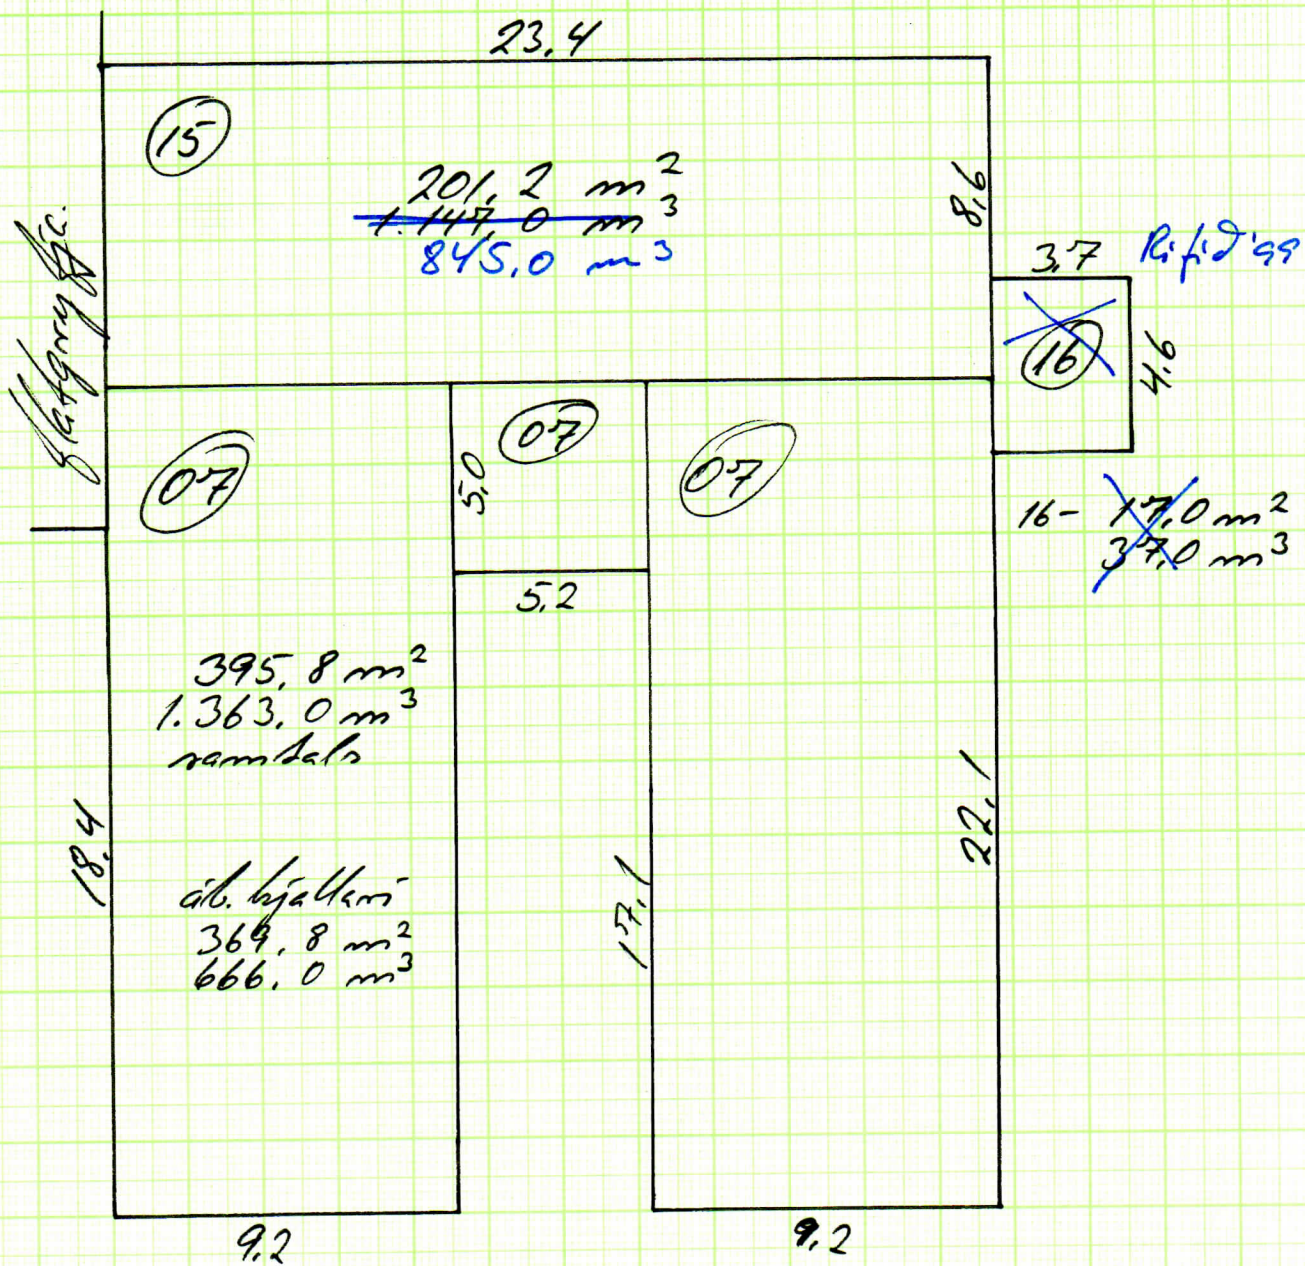 23.4
15
201,2 m²
1.147,0 m³
845,0 m³
8,6
3,7 Rifið '99
16
4,6
07
07
07
5,0
5,2
16- 17,0 m²
37,0 m³
395,8 m²
1.363,0 m³
samtals
18,4
17,1
22,1
áb. kjallari
369,8 m²
666,0 m³
9,2
9,2